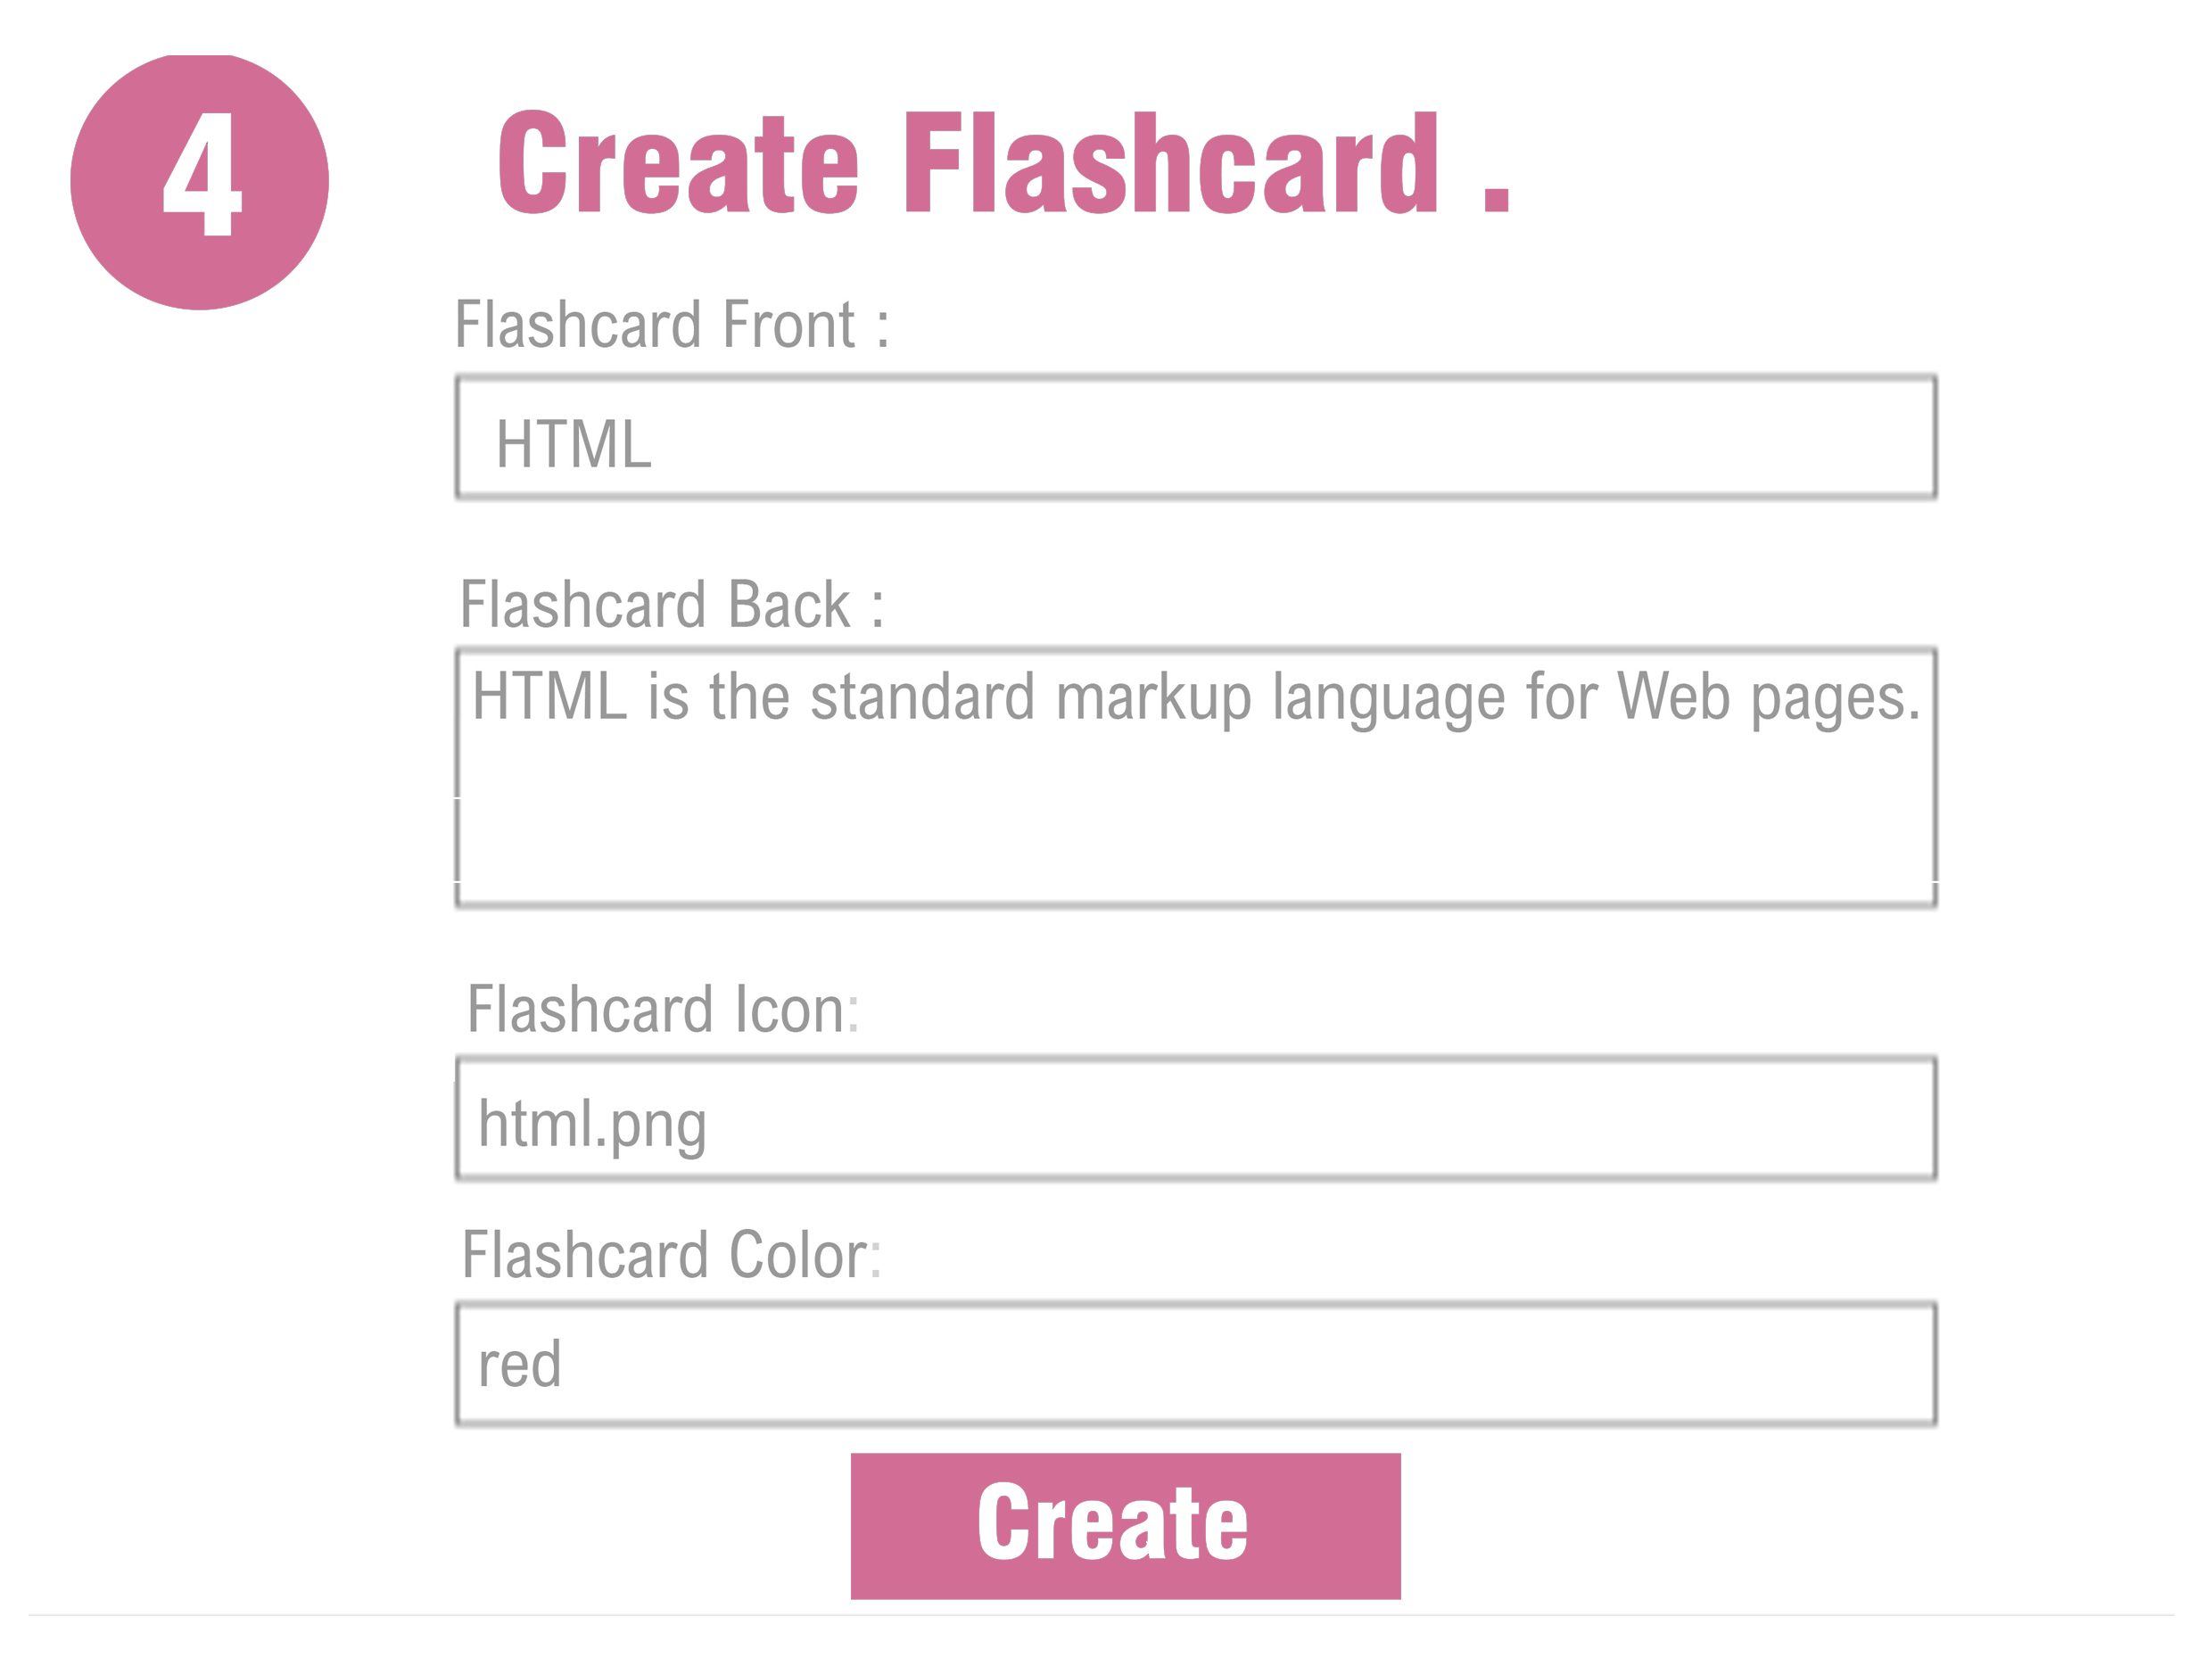 4
Create Flashcard .
Flashcard Front :
HTML
Flashcard Back :
HTML is the standard markup language for Web pages.
Flashcard Icon:
html.png
Flashcard Color:
red
Create